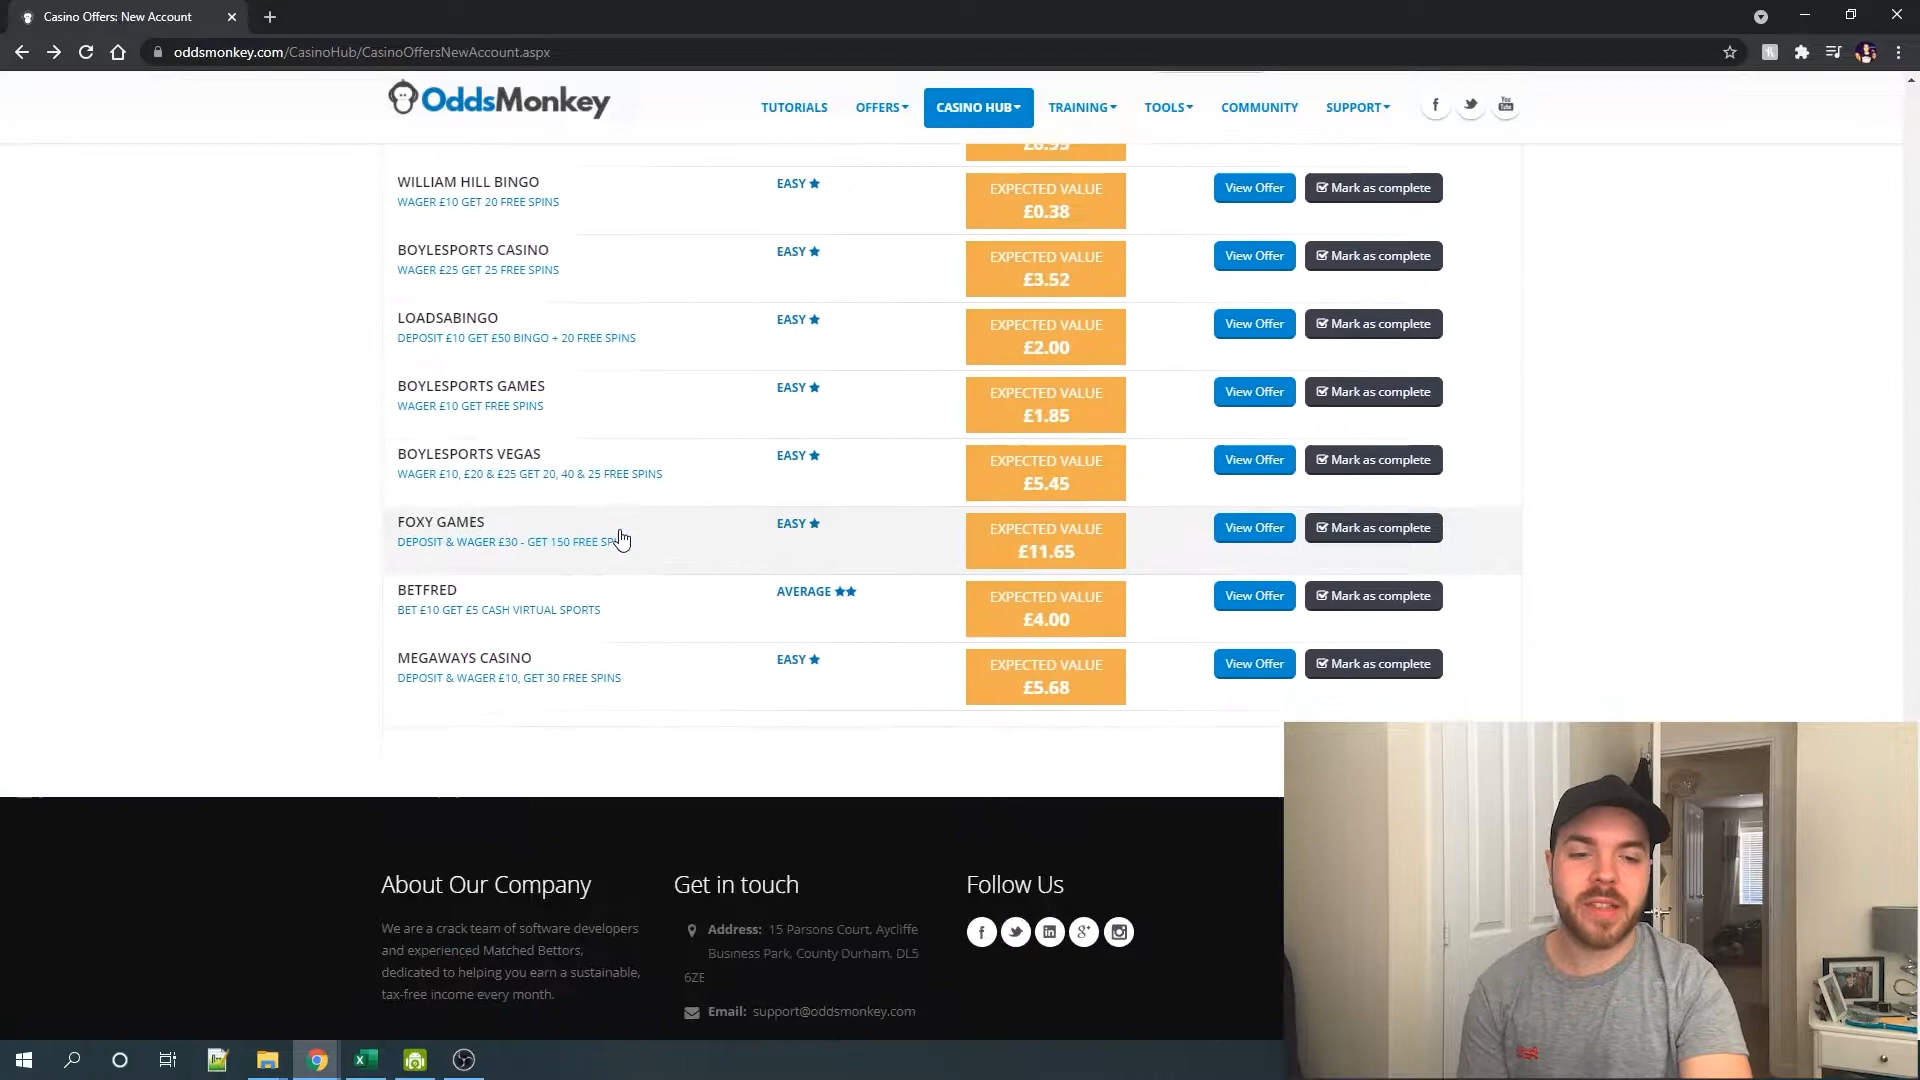 Casino Offers: New Account
oddsmonkey.com/CasinoHub/CasinoOffersNewAccount.aspx
OddsMonkey
TUTORIALS OFFERS CASINO HUB TRAINING TOOLS COMMUNITY SUPPORT
WILLIAM HILL BINGO
WAGER £10 GET 20 FREE SPINS
EASY
EXPECTED VALUE
£0.38
View Offer Mark as complete
BOYLESPORTS CASINO
WAGER £25 GET 25 FREE SPINS
EASY
EXPECTED VALUE
£3.52
View Offer Mark as complete
LOADSABINGO
DEPOSIT £10 GET £50 BINGO + 20 FREE SPINS
EASY
EXPECTED VALUE
£2.00
View Offer Mark as complete
BOYLESPORTS GAMES
WAGER £10 GET FREE SPINS
EASY
EXPECTED VALUE
£1.85
View Offer Mark as complete
BOYLESPORTS VEGAS
WAGER £10, £20 & £25 GET 20, 40 & 25 FREE SPINS
EASY
EXPECTED VALUE
£5.45
View Offer Mark as complete
FOXY GAMES
DEPOSIT & WAGER £30 - GET 150 FREE
EASY
EXPECTED VALUE
£11.65
View Offer Mark as complete
BETFRED
BET £10 GET £5 CASH VIRTUAL SPORTS
AVERAGE
EXPECTED VALUE
£4.00
View Offer Mark as complete
MEGAWAYS CASINO
DEPOSIT & WAGER £10, GET 30 FREE SPINS
EASY
EXPECTED VALUE
£5.68
View Offer Mark as complete
About Our Company
We are a crack team of software developers
and experienced Matched Bettors,
dedicated to helping you earn a sustainable,
tax-free income every month.
Get in touch
Address: 15 Parsons Court, Aycliffe
Business Park, County Durham, DL5
6ZE
Email: support@oddsmonkey.com
Follow Us